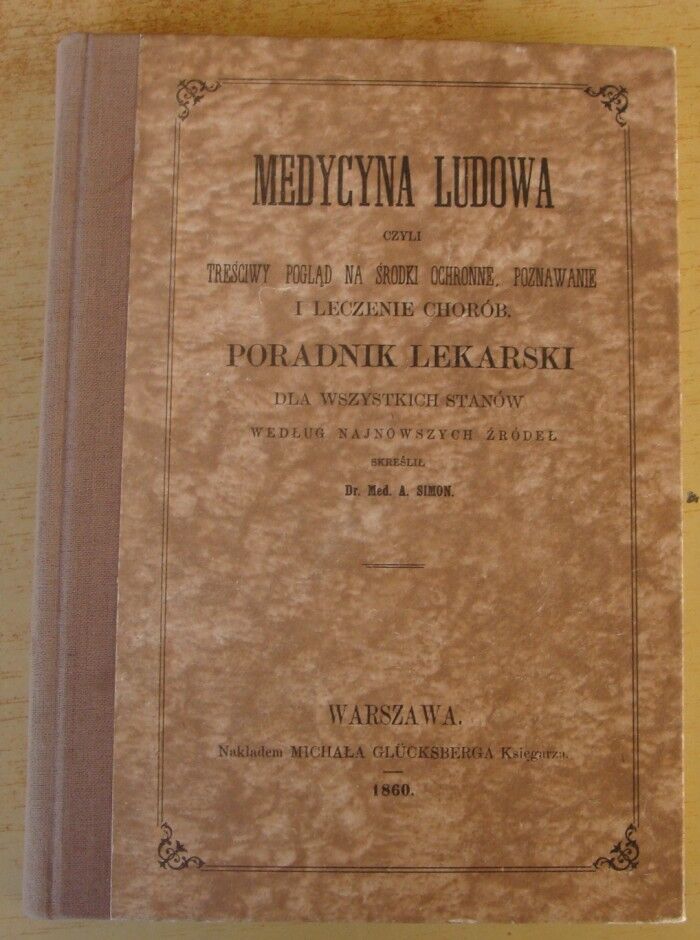 MEDYCYNA LUDOWA
CZYLI
TREŚCIWY POGLĄD NA ŚRODKI OCHRONNE, POZNAWANIE
I LECZENIE CHORÓB.
PORADNIK LEKARSKI
DLA WSZYSTKICH STANÓW
WEDŁUG NAJNOWSZYCH ŹRÓDEŁ
SKREŚLIŁ
Dr. Med. A. SIMON.
WARSZAWA.
Nakładem MICHAŁA GLÜCKSBERGA Księgarza.
1860.